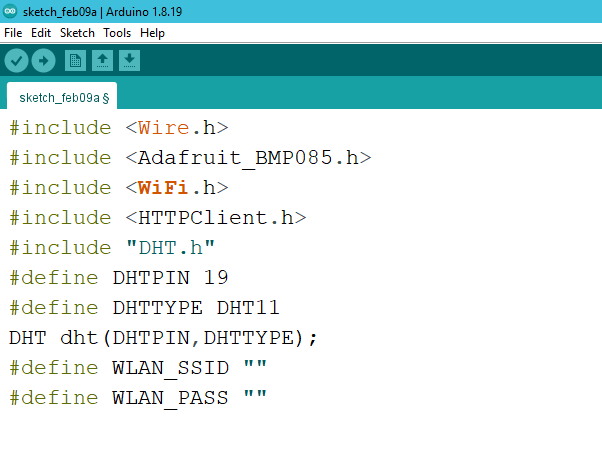 sketch_feb09a | Arduino 1.8.19
File Edit Sketch Tools Help
sketch_feb09a §
#include <Wire.h>
#include <Adafruit_BMP085.h>
#include <WiFi.h>
#include <HTTPClient.h>
#include "DHT.h"
#define DHTPIN 19
#define DHTTYPE DHT11
DHT dht(DHTPIN,DHTTYPE);
#define WLAN_SSID ""
#define WLAN_PASS ""